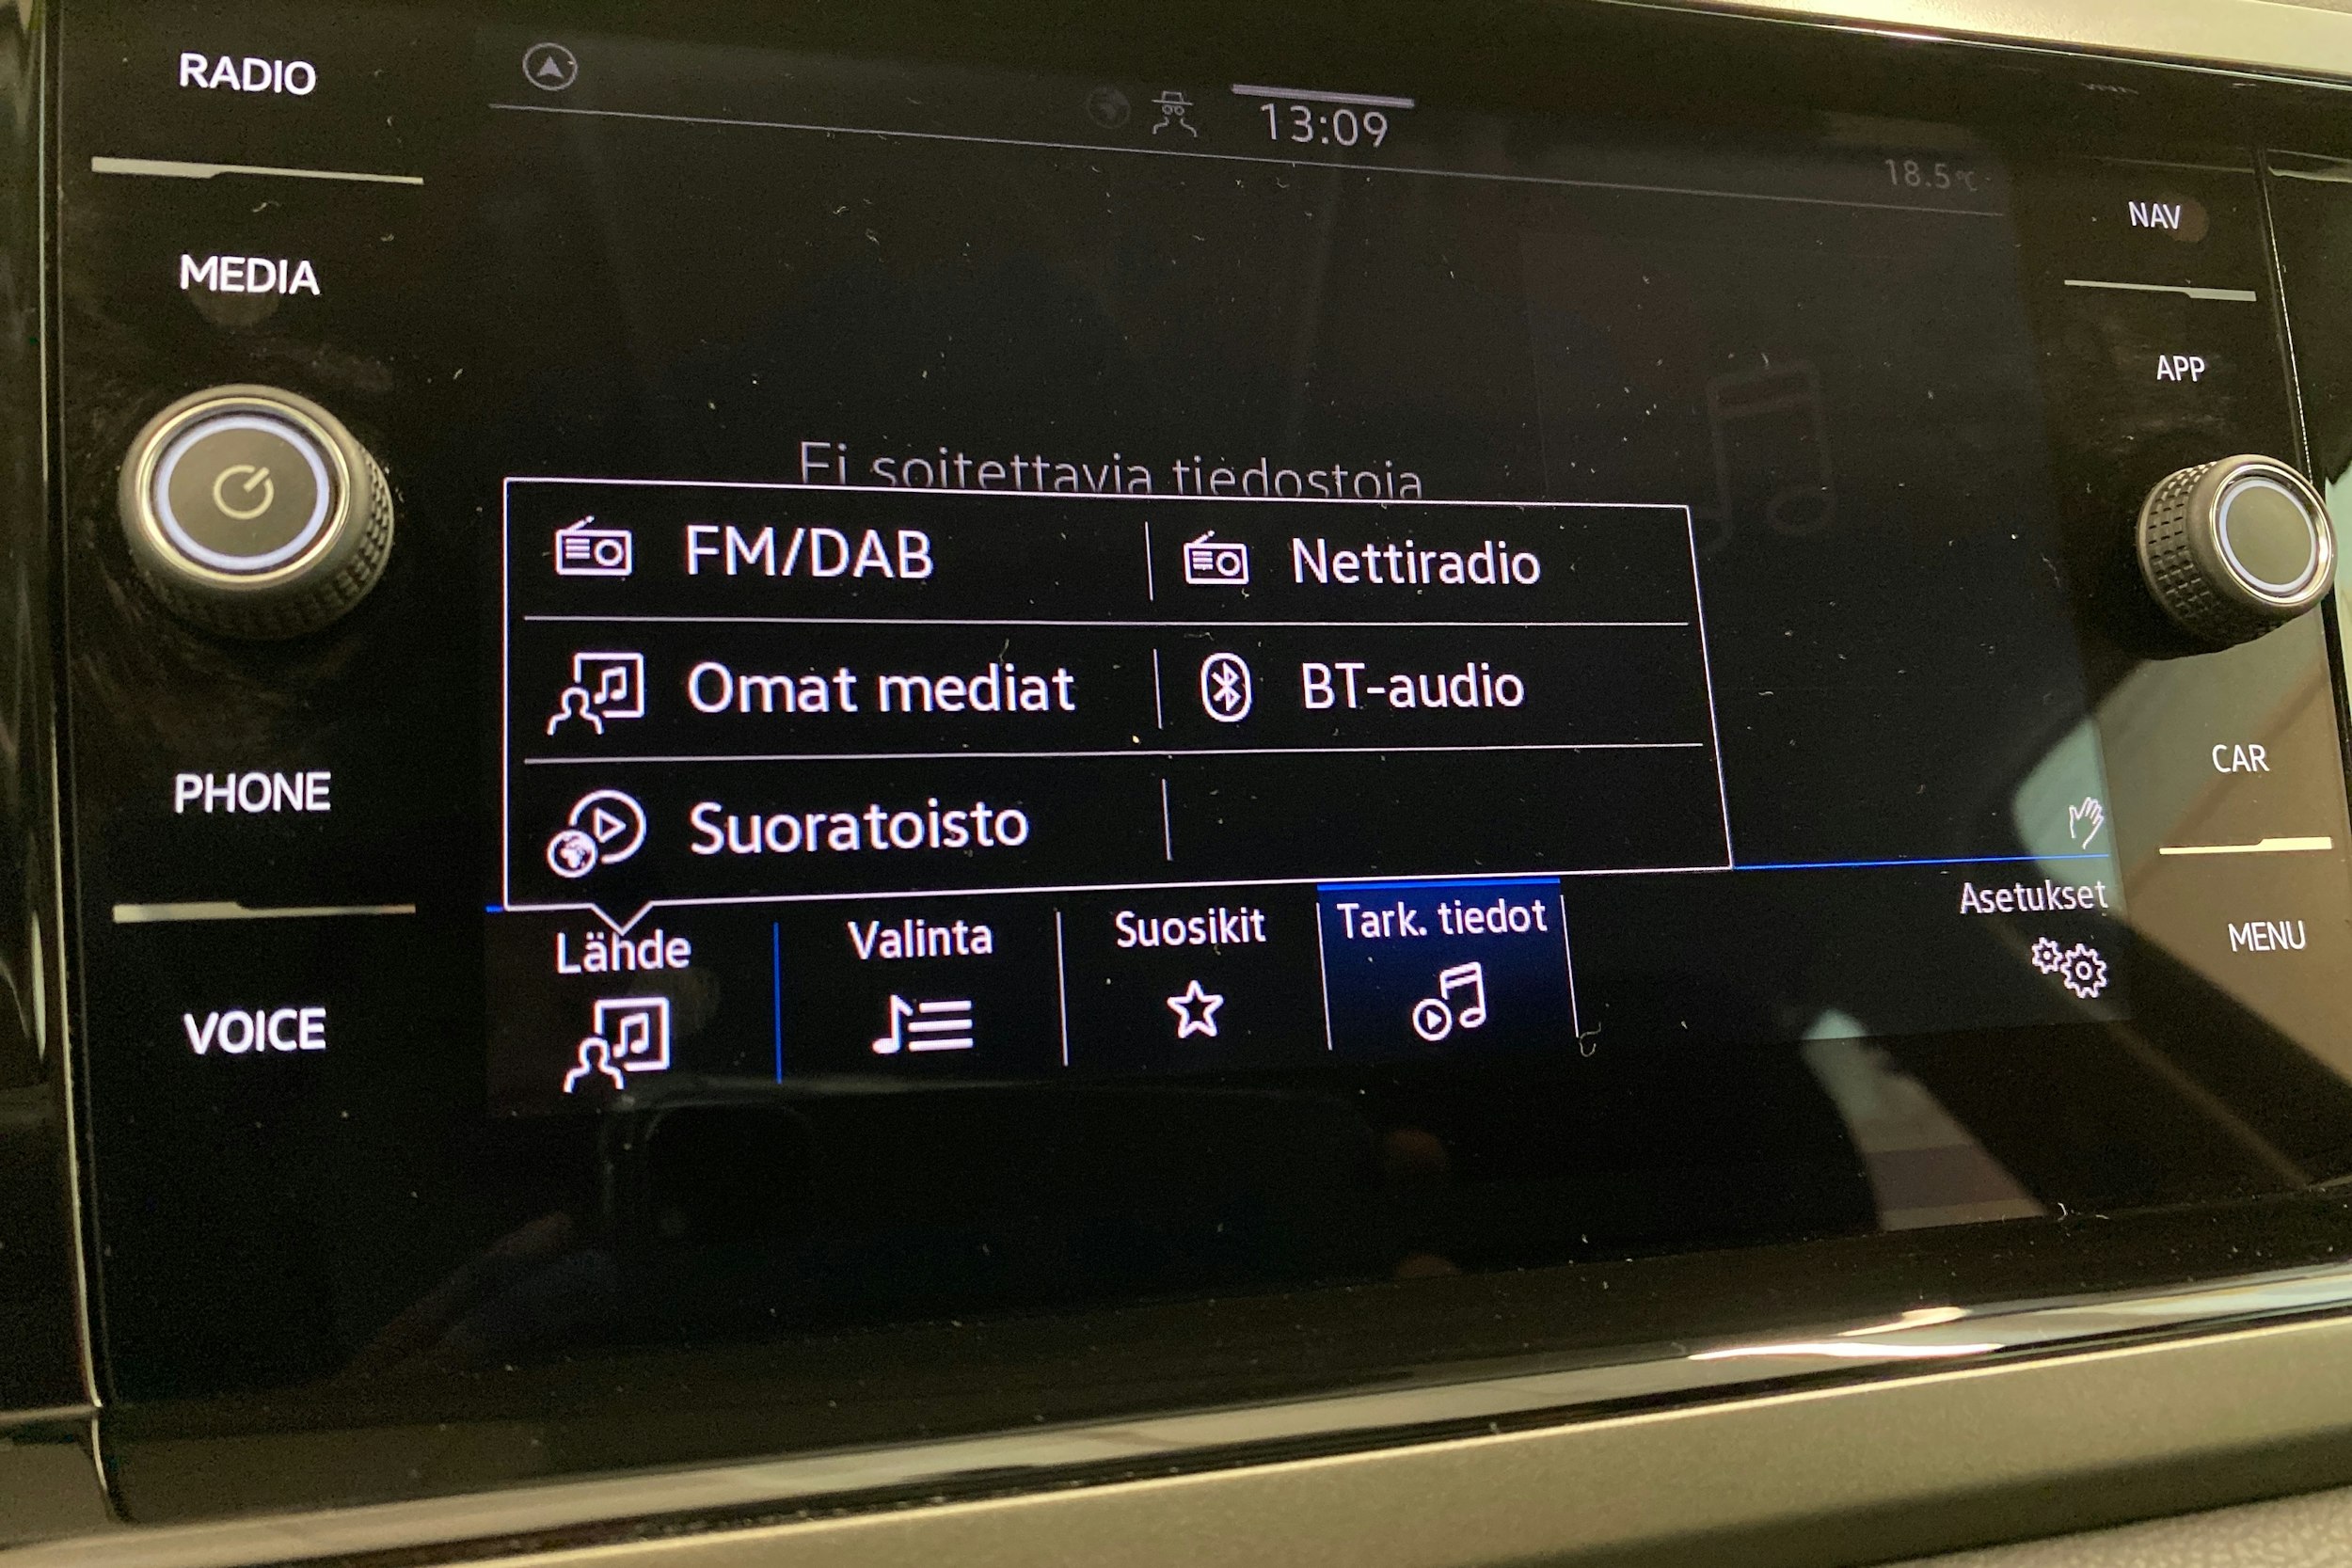 RADIO
MEDIA
PHONE
VOICE
13:09
18.5°C
Ei soitettavia tiedostoja
FM/DAB
Nettiradio
Omat mediat
BT-audio
Suoratoisto
Lähde
Valinta
Suosikit
Tark. tiedot
Asetukset
NAV
APP
CAR
MENU